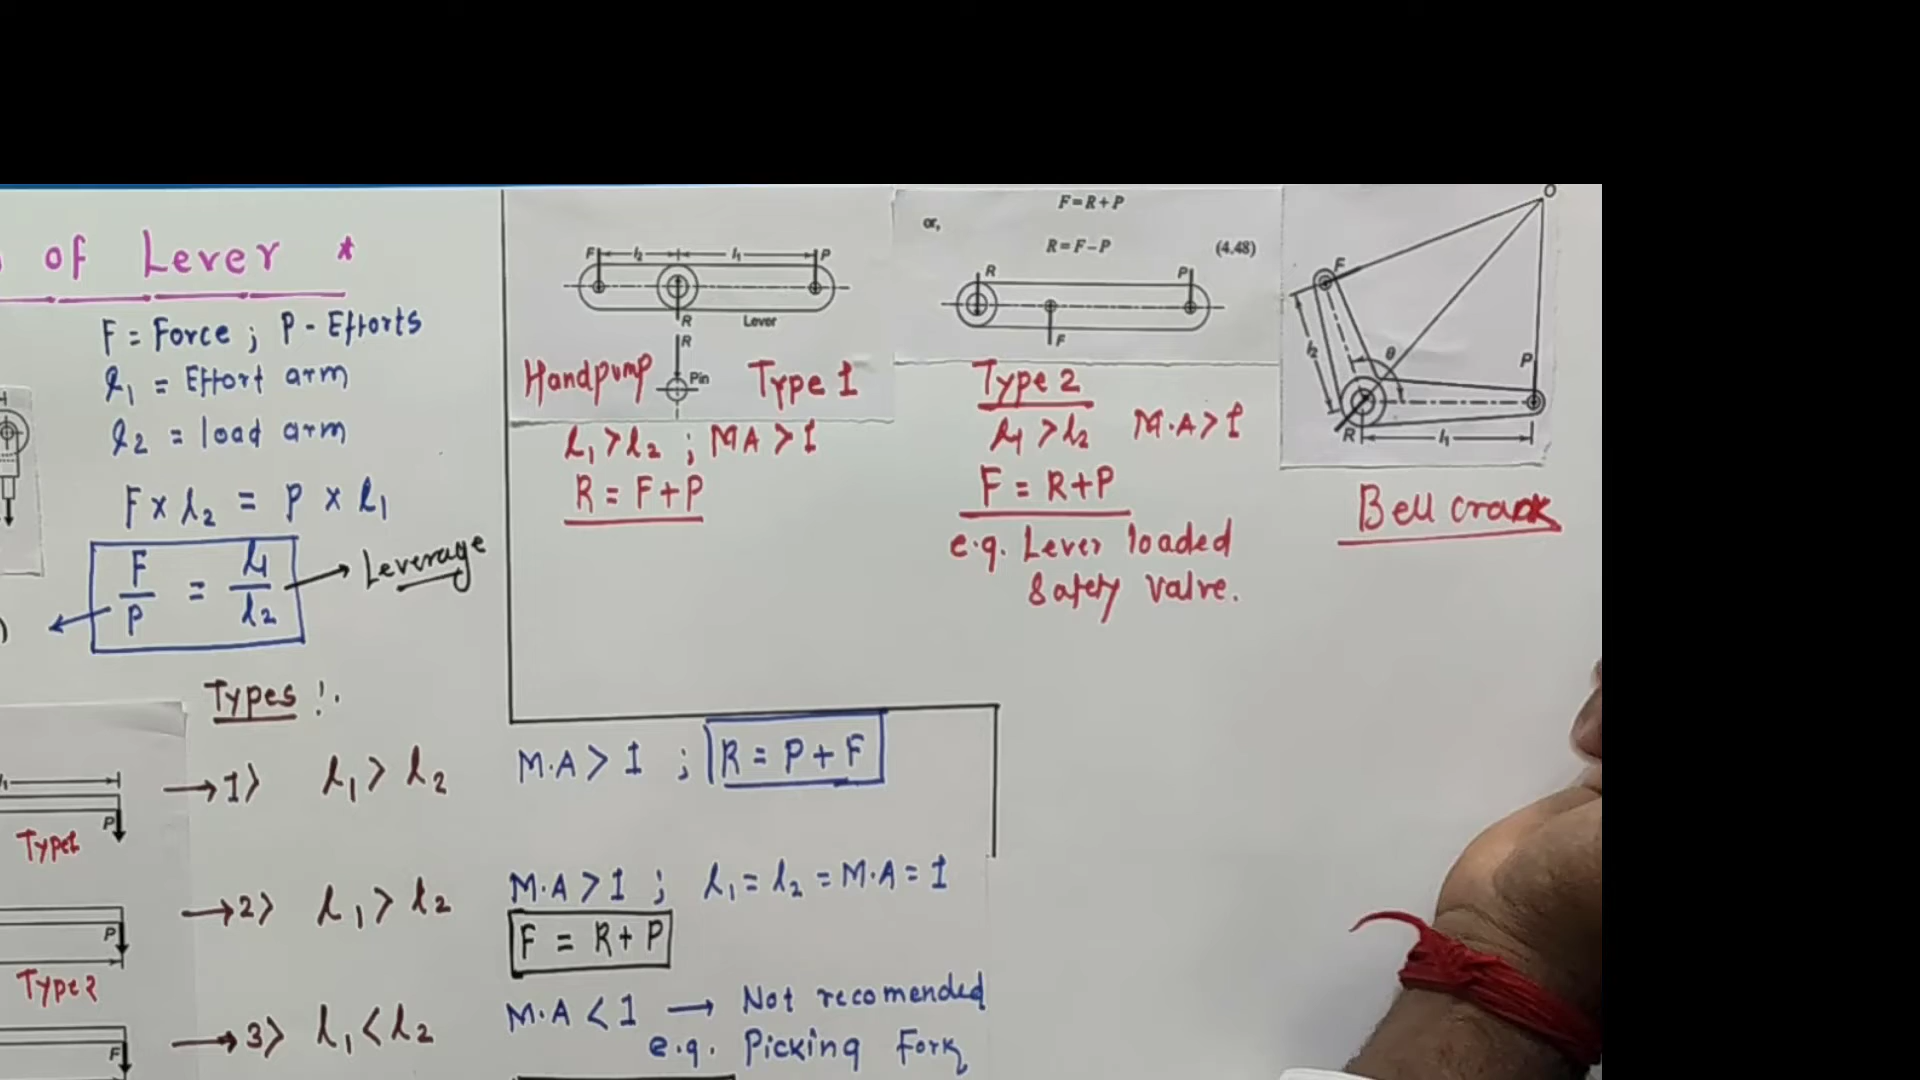 of Lever *
F = Force ; P - Efforts
l1 = Effort arm
l2 = load arm
F x l2 = P x l1
F/P = l1/l2 → Leverage
Types :.
→1) l1 > l2 M.A > 1 ; R = P + F
→2) l1 > l2 M.A > 1 ; l1 = l2 = M.A = 1
F = R + P
→3) l1 < l2 M.A < 1 → Not recomended
e.g. Picking Fork
P
Type1
P
Type2
F
F l2 l1 P
R Lever
R
Pin
Handpump Type 1
l1 > l2 ; MA > 1
R = F + P
F = R + P
or,
R = F – P (4.48)
R P
F
Type 2
l1 > l2 M.A > 1
F = R + P
e.g. Lever loaded
Safety valve.
O
F
l2 θ P
R l1
Bell crank